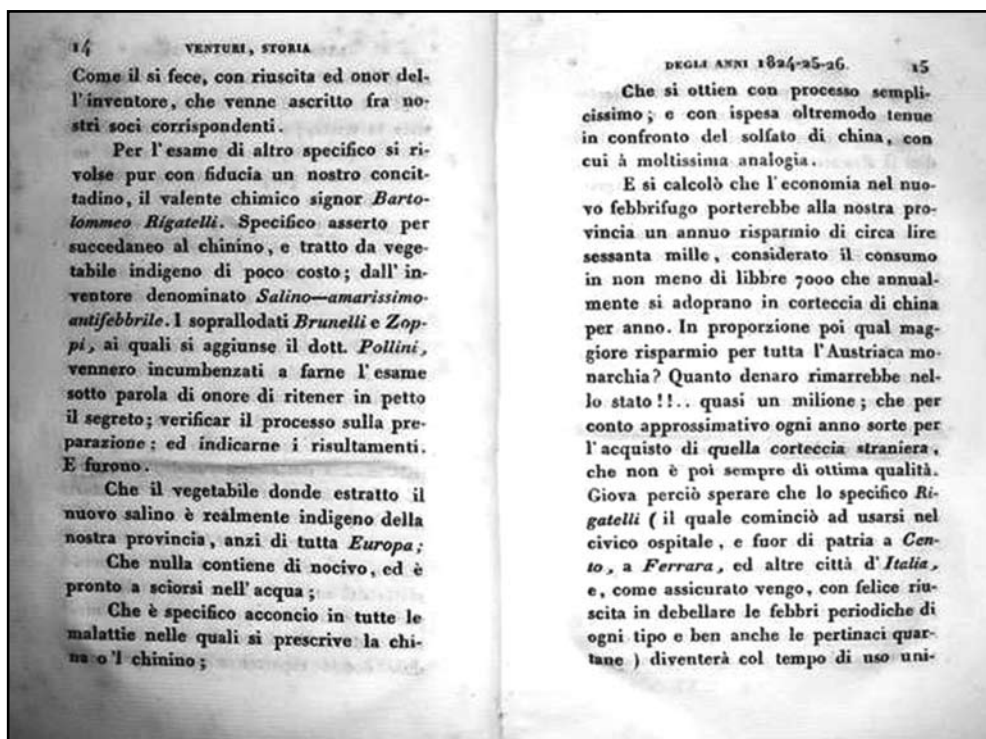 14 VENTURI, STORIA
Come il si fece, con riuscita ed onor del-
l'inventore, che venne ascritto fra no-
stri soci corrispondenti.
Per l'esame di altro specifico si ri-
volse pur con fiducia un nostro concit-
tadino, il valente chimico signor Barto-
lommeo Rigatelli. Specifico asserto per
succedaneo al chinino, e tratto da vege-
tabile indigeno di poco costo; dall' in-
ventore denominato Salino—amarissimo-
antifebbrile. I soprallodati Brunelli e Zop-
pi, ai quali si aggiunse il dott. Pollini,
vennero incumbenzati a farne l'esame
sotto parola di onore di ritener in petto
il segreto; verificar il processo sulla pre-
parazione; ed indicarne i risultamenti.
E furono.
Che il vegetabile donde estratto il
nuovo salino è realmente indigeno della
nostra provincia, anzi di tutta Europa;
Che nulla contiene di nocivo, ed è
pronto a sciorsi nell'acqua;
Che è specifico acconcio in tutte le
malattie nelle quali si prescrive la chi-
na o 'l chinino;
DEGLI ANNI 1824-25-26. 15
Che si ottien con processo sempli-
cissimo; e con ispesa oltremodo tenue
in confronto del solfato di china, con
cui à moltissima analogia.
E si calcolò che l'economia nel nuo-
vo febbrifugo porterebbe alla nostra pro-
vincia un annuo risparmio di circa lire
sessanta mille, considerato il consumo
in non meno di libbre 7000 che annual-
mente si adoprano in corteccia di china
per anno. In proporzione poi qual mag-
giore risparmio per tutta l'Austriaca mo-
narchia? Quanto denaro rimarrebbe nel-
lo stato!!.. quasi un milione; che per
conto approssimativo ogni anno sorte per
l'acquisto di quella corteccia straniera,
che non è poi sempre di ottima qualità.
Giova perciò sperare che lo specifico Ri-
gatelli ( il quale cominciò ad usarsi nel
civico ospitale, e fuor di patria a Cen-
to, a Ferrara, ed altre città d'Italia,
e, come assicurato vengo, con felice riu-
scita in debellare le febbri periodiche di
ogni tipo e ben anche le pertinaci quar-
tane ) diventerà col tempo di uso uni-